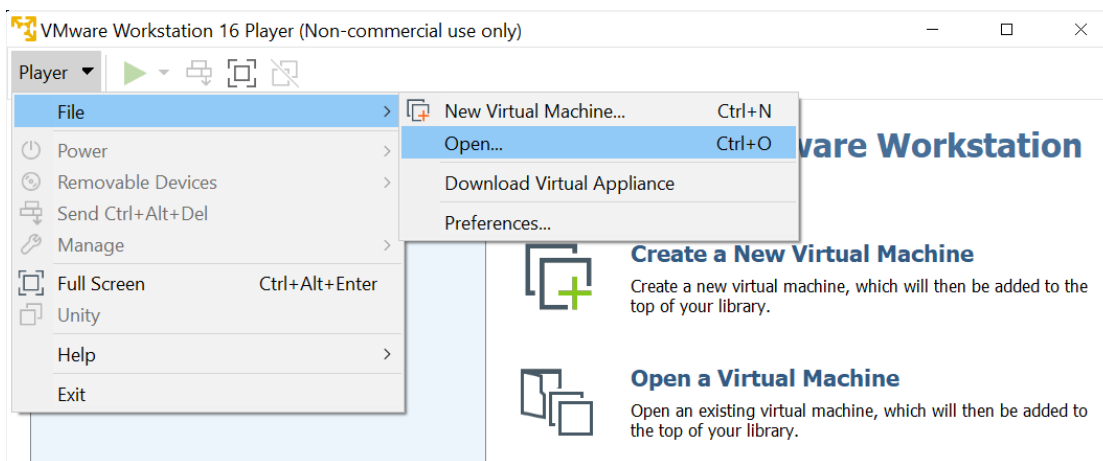 VMware Workstation 16 Player (Non-commercial use only)
Player
File
Power
Removable Devices
Send Ctrl+Alt+Del
Manage
Full Screen Ctrl+Alt+Enter
Unity
Help
Exit
New Virtual Machine... Ctrl+N
Open... Ctrl+O
Download Virtual Appliance
Preferences...
Workstation
Create a New Virtual Machine
Create a new virtual machine, which will then be added to the
top of your library.
Open a Virtual Machine
Open an existing virtual machine, which will then be added to
the top of your library.